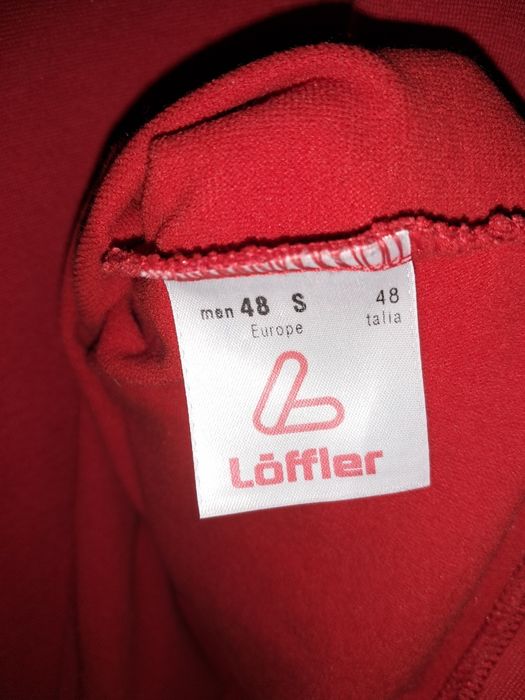 men 48 S 48
Europe talia
Löffler